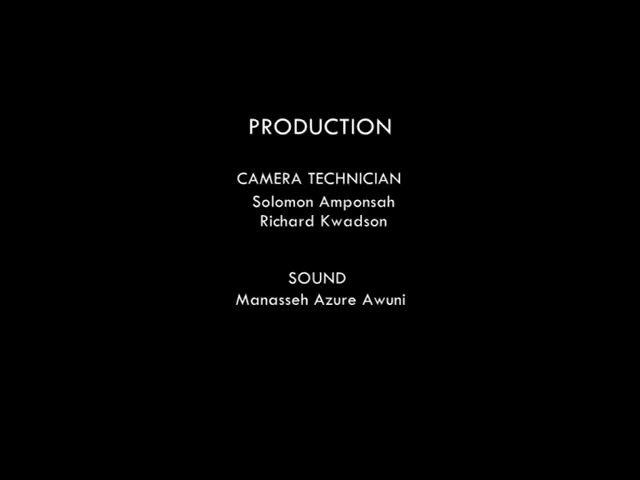 PRODUCTION
CAMERA TECHNICIAN
Solomon Amponsah
Richard Kwadson
SOUND
Manasseh Azure Awuni